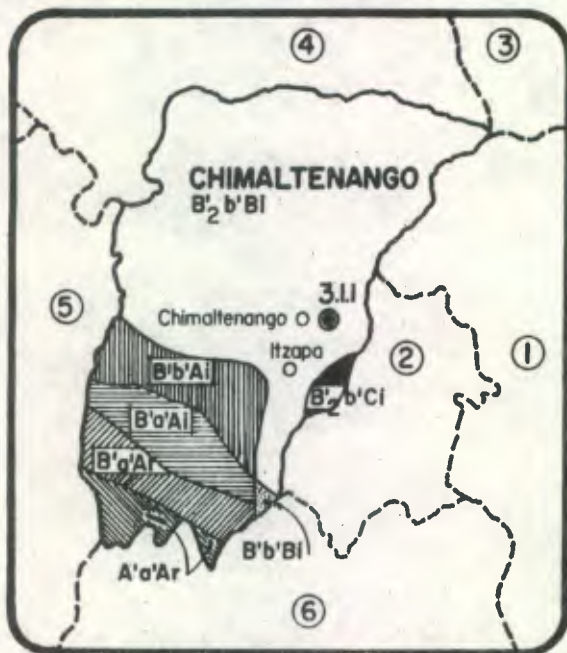 ④
③
CHIMALTENANGO
B'₂b'Bi
3.1.1
⑤
Chimaltenango
Itzapa
②
①
B'b'Ai
B'₂b'Ci
B'a'Ai
B'a'Ar
B'b'Bi
A'a'Ar
⑥